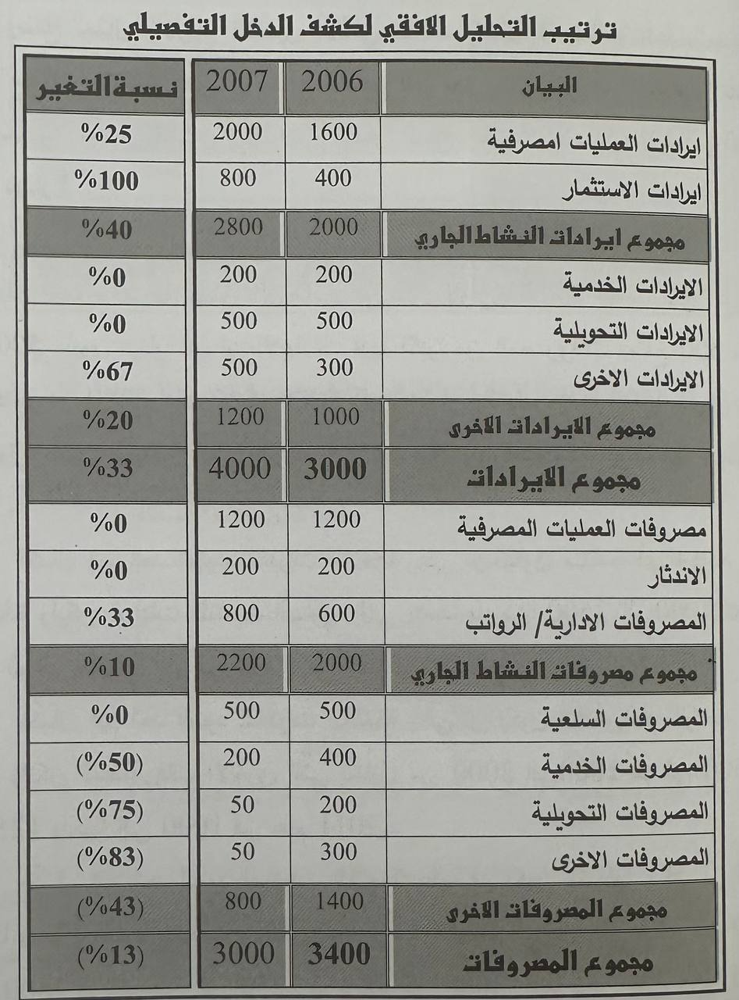 ترتيب التحليل الافقي لكشف الدخل التفصيلي
البيان 2006 2007 نسبة التغير
ايرادات العمليات امصرفية 1600 2000 %25
ايرادات الاستثمار 400 800 %100
مجموع ايرادات النشاط الجاري 2000 2800 %40
الايرادات الخدمية 200 200 %0
الايرادات التحويلية 500 500 %0
الايرادات الاخرى 300 500 %67
مجموع الايرادات الاخرى 1000 1200 %20
مجموع الايرادات 3000 4000 %33
مصروفات العمليات المصرفية 1200 1200 %0
الاندثار 200 200 %0
المصروفات الادارية/ الرواتب 600 800 %33
مجموع مصروفات النشاط الجاري 2000 2200 %10
المصروفات السلعية 500 500 %0
المصروفات الخدمية 400 200 (%50)
المصروفات التحويلية 200 50 (%75)
المصروفات الاخرى 300 50 (%83)
مجموع المصروفات الاخرى 1400 800 (%43)
مجموع المصروفات 3400 3000 (%13)